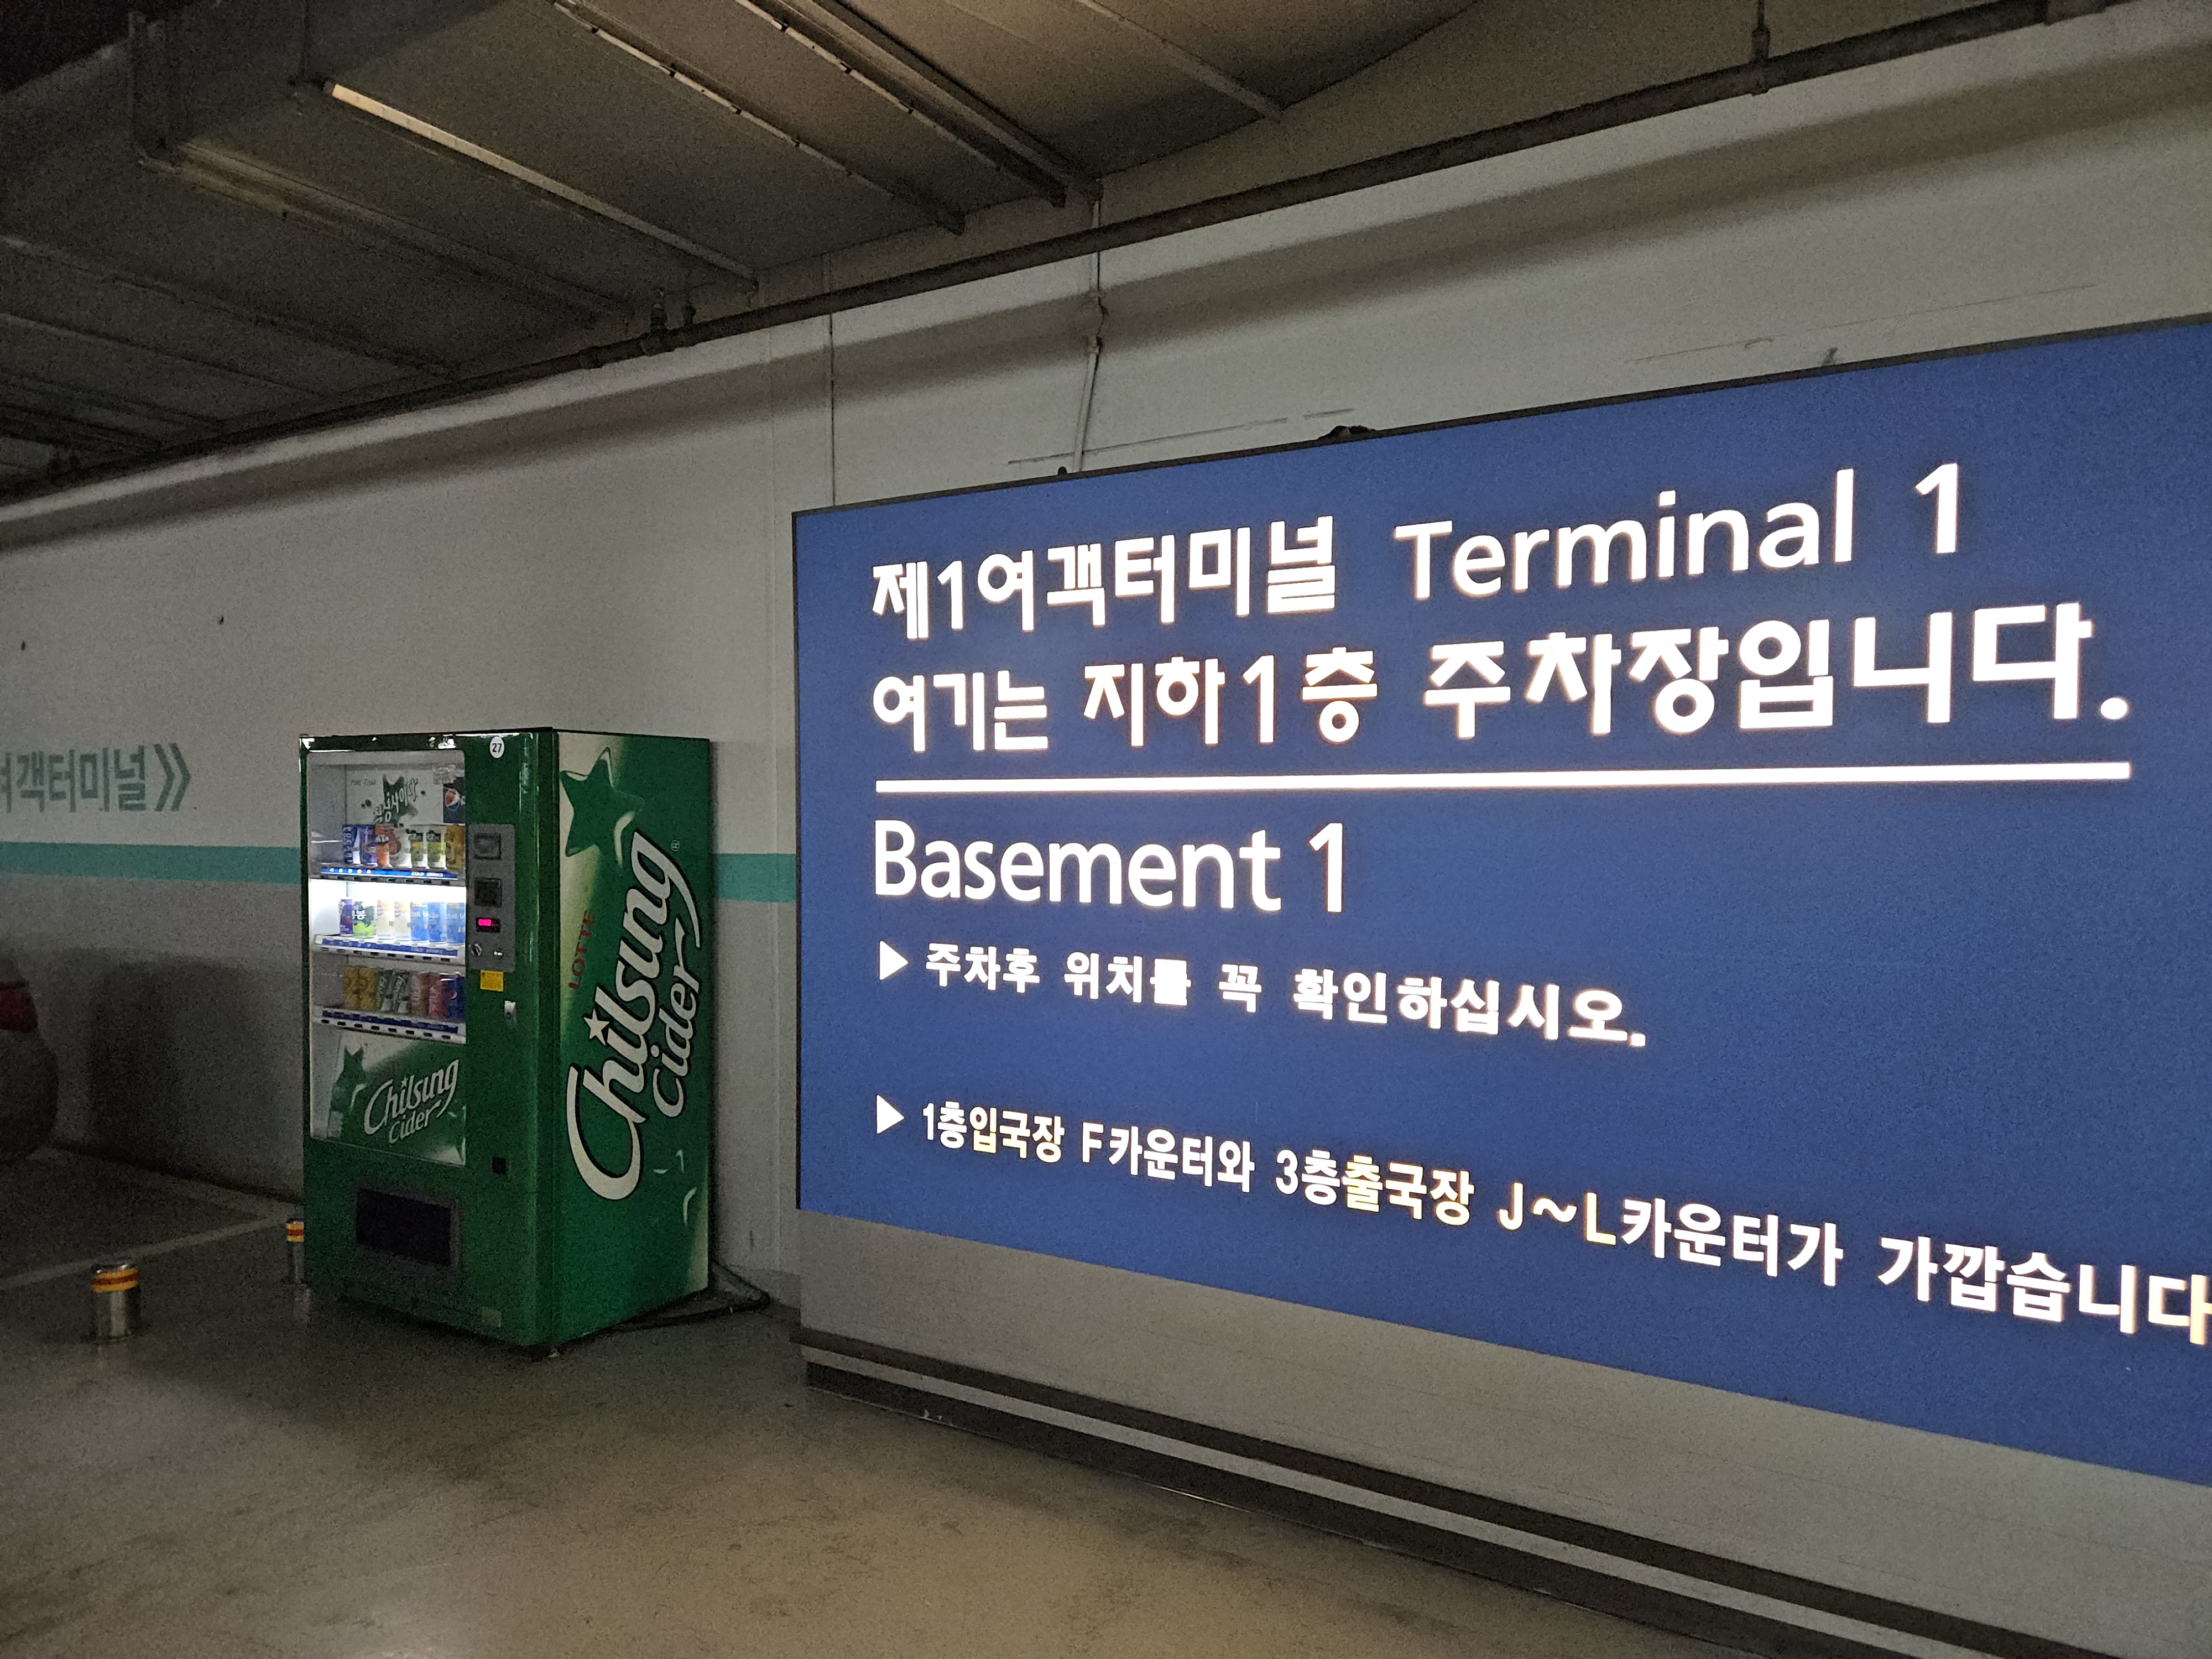 제1여객터미널 Terminal 1
여기는 지하1층 주차장입니다.
Basement 1
▶ 주차후 위치를 꼭 확인하십시오.
▶ 1층입국장 F카운터와 3층출국장 J~L카운터가 가깝습니다
여객터미널 »
27
LOTTE
Chilsung
Cider
®
Chilsung
Cider